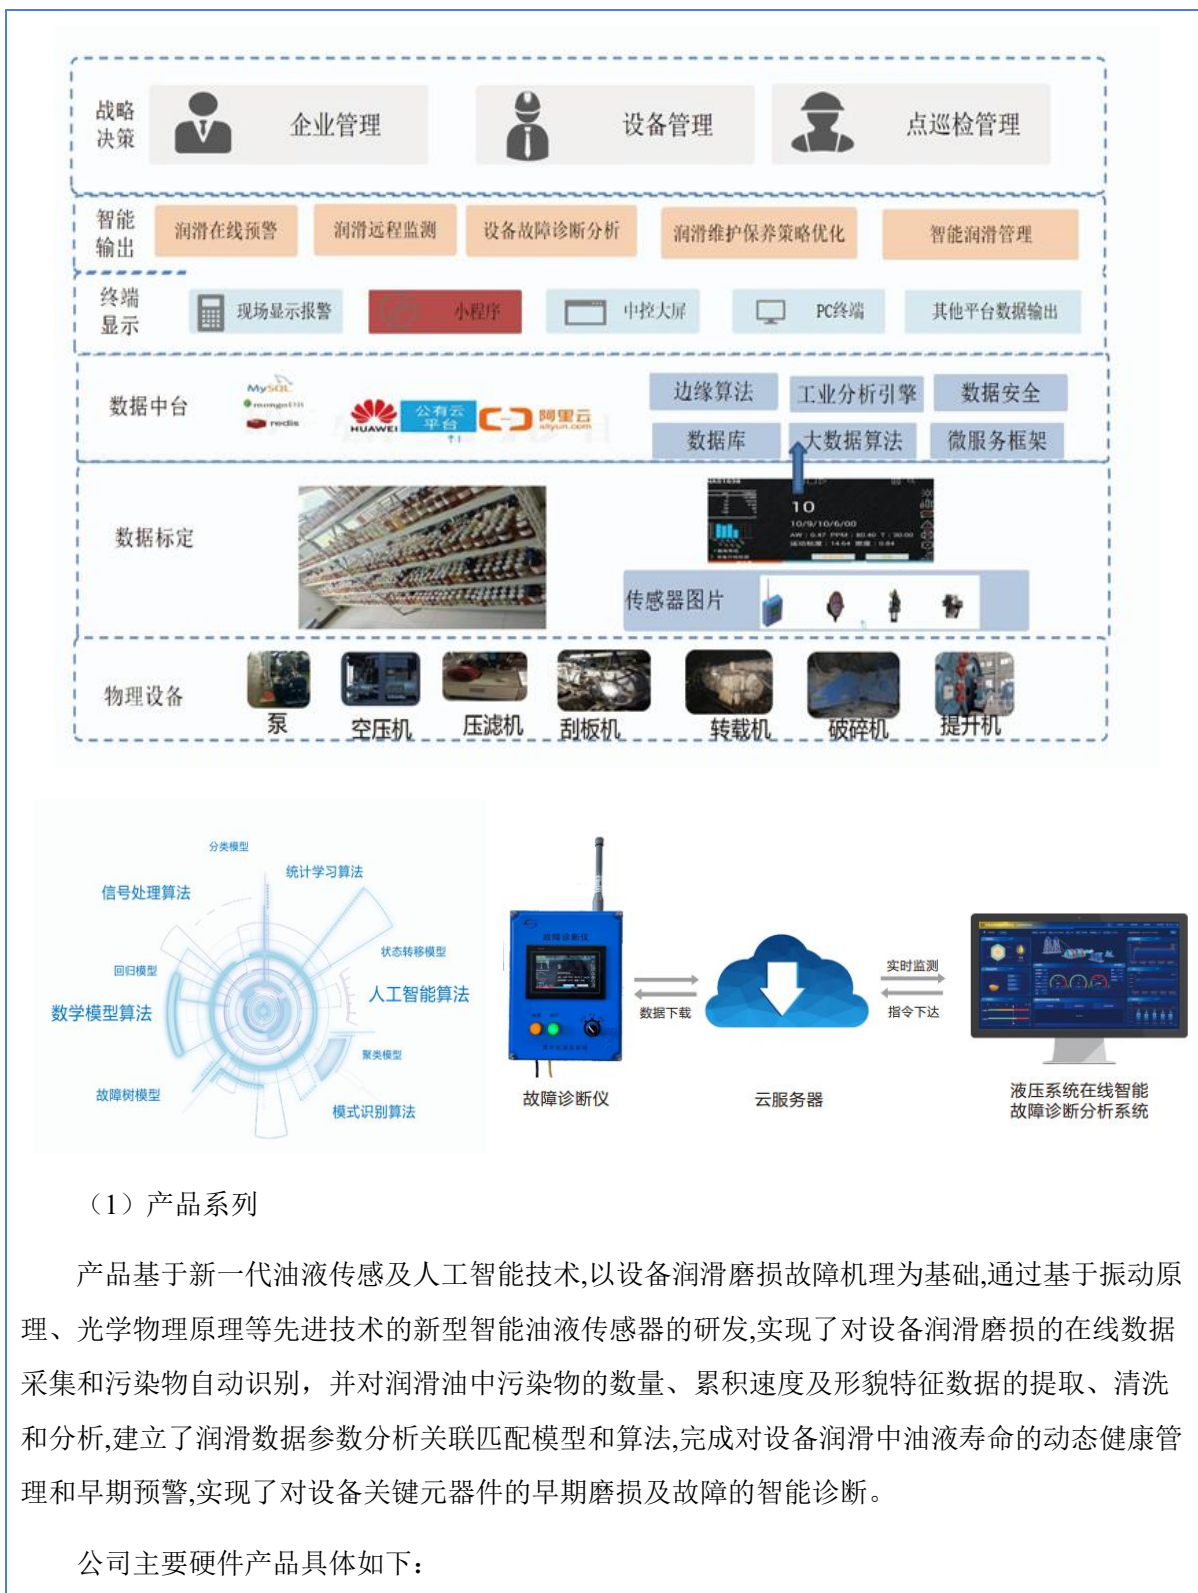 战略
决策
企业管理
设备管理
点巡检管理
智能
输出
润滑在线预警
润滑远程监测
设备故障诊断分析
润滑维护保养策略优化
智能润滑管理
终端
显示
现场显示报警
小程序
中控大屏
PC终端
其他平台数据输出
数据中台
MySQL
mongoDB
redis
HUAWEI
公有云
平台
阿里云
aliyun.com
边缘算法
工业分析引擎
数据安全
数据库
大数据算法
微服务框架
数据标定
10
10/9/10/6/00
AW : 0.47 PPM : 80.40 T : 30.00
传感器图片
物理设备
泵
空压机
压滤机
刮板机
转载机
破碎机
提升机
分类模型
统计学习算法
信号处理算法
状态转移模型
回归模型
人工智能算法
数学模型算法
聚类模型
故障树模型
模式识别算法
故障诊断仪
数据下载
实时监测
指令下达
故障诊断仪
云服务器
液压系统在线智能
故障诊断分析系统
（1）产品系列
产品基于新一代油液传感及人工智能技术,以设备润滑磨损故障机理为基础,通过基于振动原
理、光学物理原理等先进技术的新型智能油液传感器的研发,实现了对设备润滑磨损的在线数据
采集和污染物自动识别，并对润滑油中污染物的数量、累积速度及形貌特征数据的提取、清洗
和分析,建立了润滑数据参数分析关联匹配模型和算法,完成对设备润滑中油液寿命的动态健康管
理和早期预警,实现了对设备关键元器件的早期磨损及故障的智能诊断。
公司主要硬件产品具体如下：